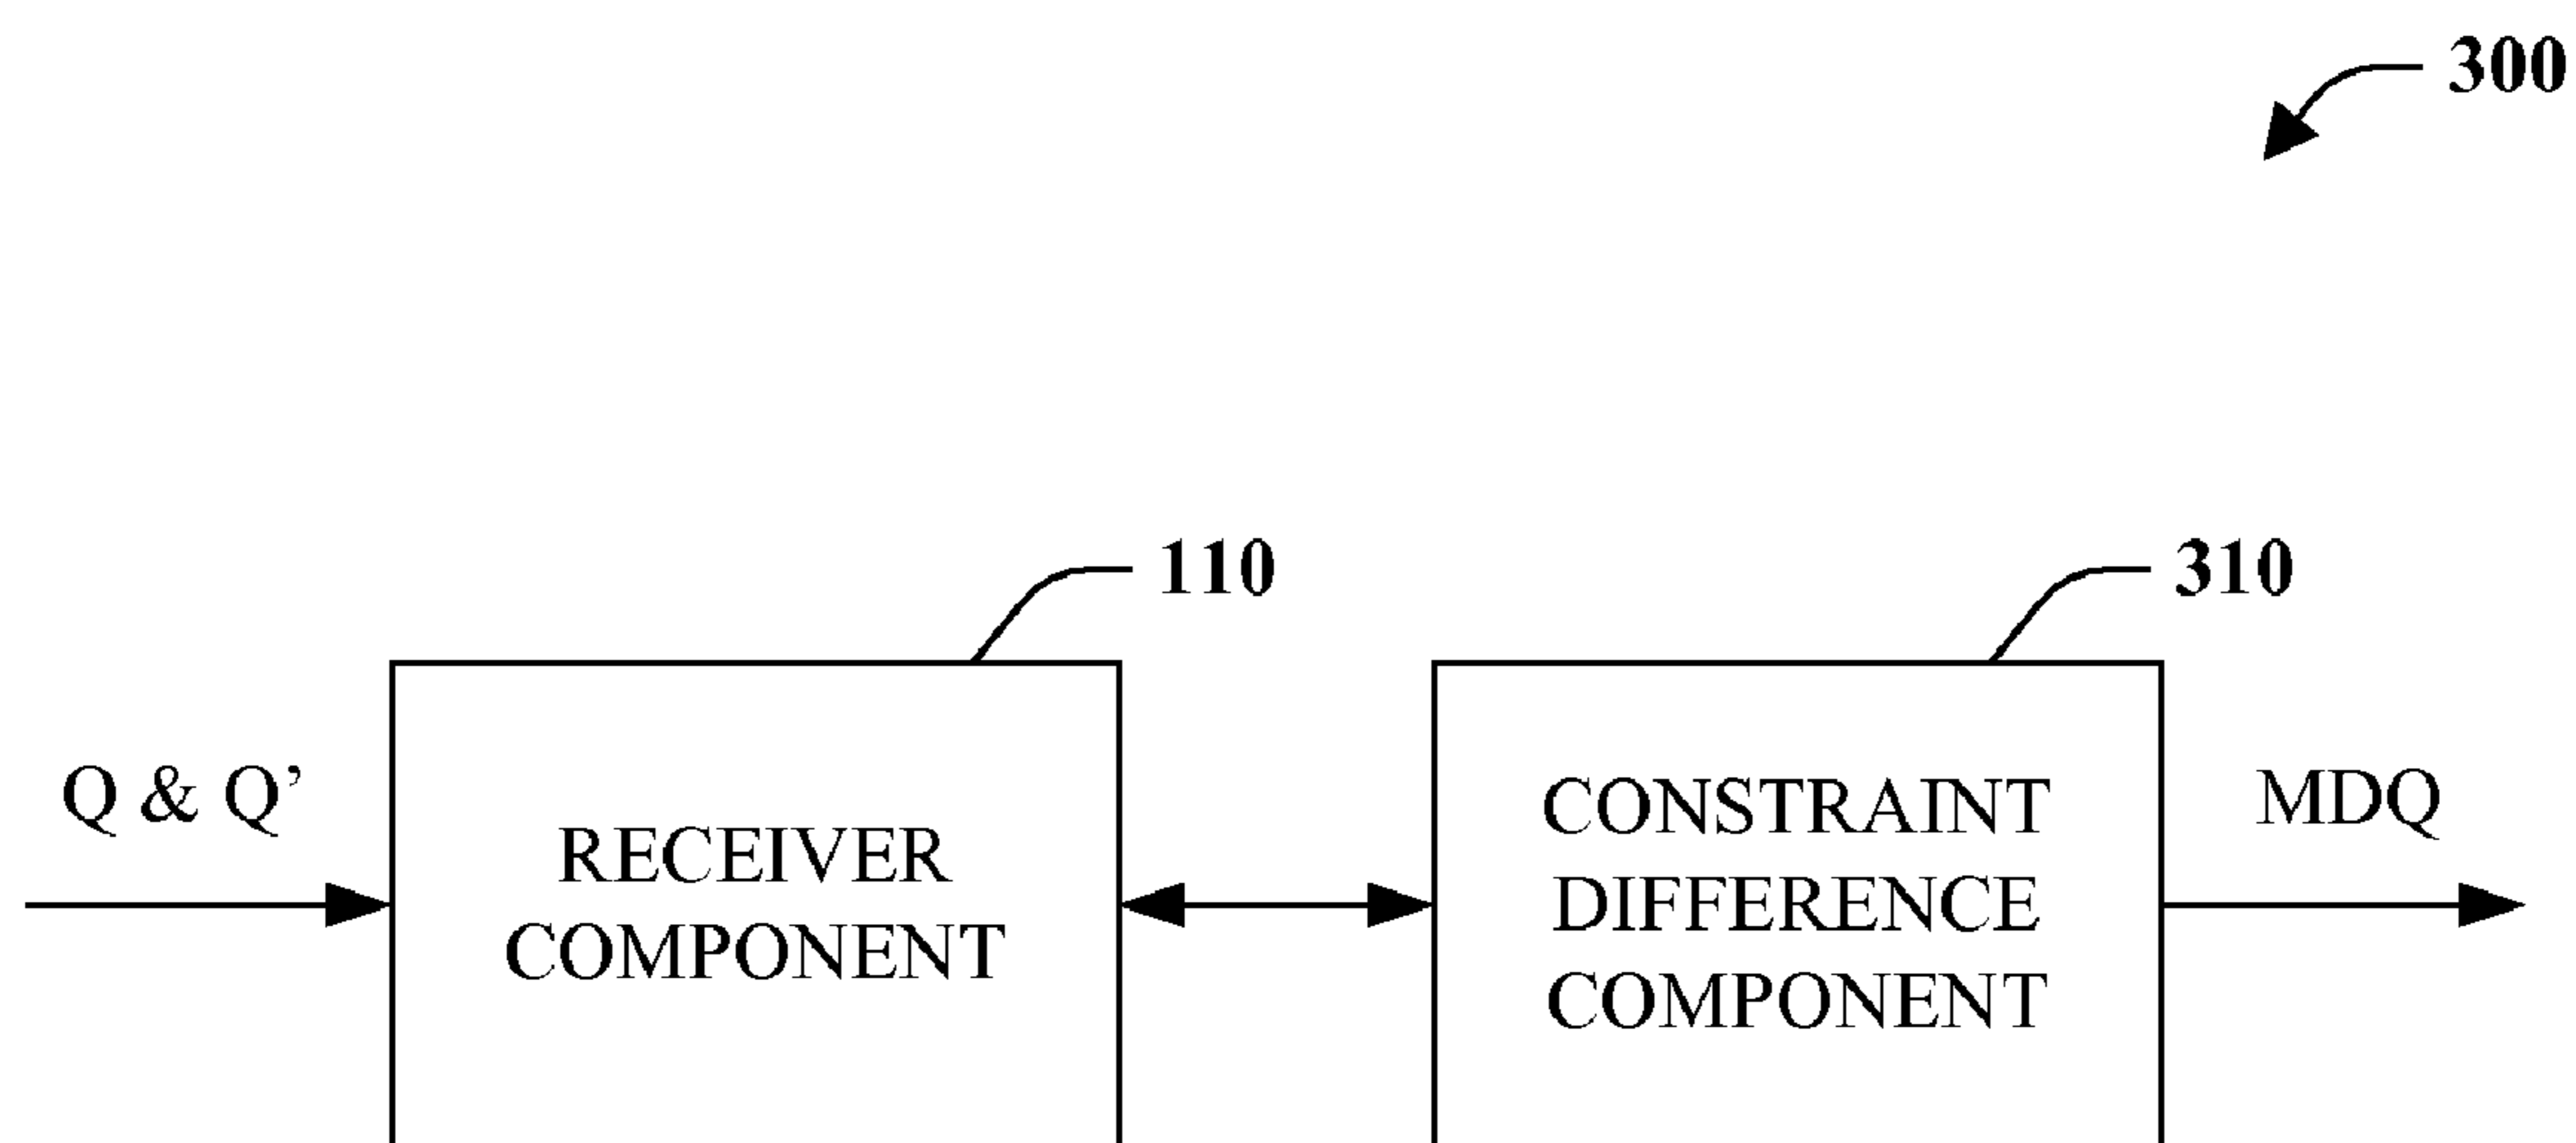 300
110
310
Q & Q’
RECEIVER
COMPONENT
CONSTRAINT
DIFFERENCE
COMPONENT
MDQ